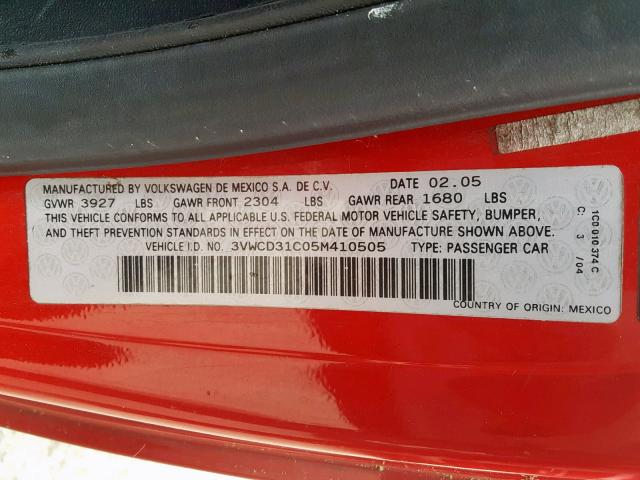 MANUFACTURED BY VOLKSWAGEN DE MEXICO S.A. DE C.V. DATE 02.05
GVWR 3927 LBS GAWR FRONT 2304 LBS GAWR REAR 1680 LBS
THIS VEHICLE CONFORMS TO ALL APPLICABLE U.S. FEDERAL MOTOR VEHICLE SAFETY, BUMPER,
AND THEFT PREVENTION STANDARDS IN EFFECT ON THE DATE OF MANUFACTURE SHOWN ABOVE.
VEHICLE I.D. NO. 3VWCD31C05M410505 TYPE: PASSENGER CAR
COUNTRY OF ORIGIN: MEXICO
1C0 010 374 C
C: 3 /04